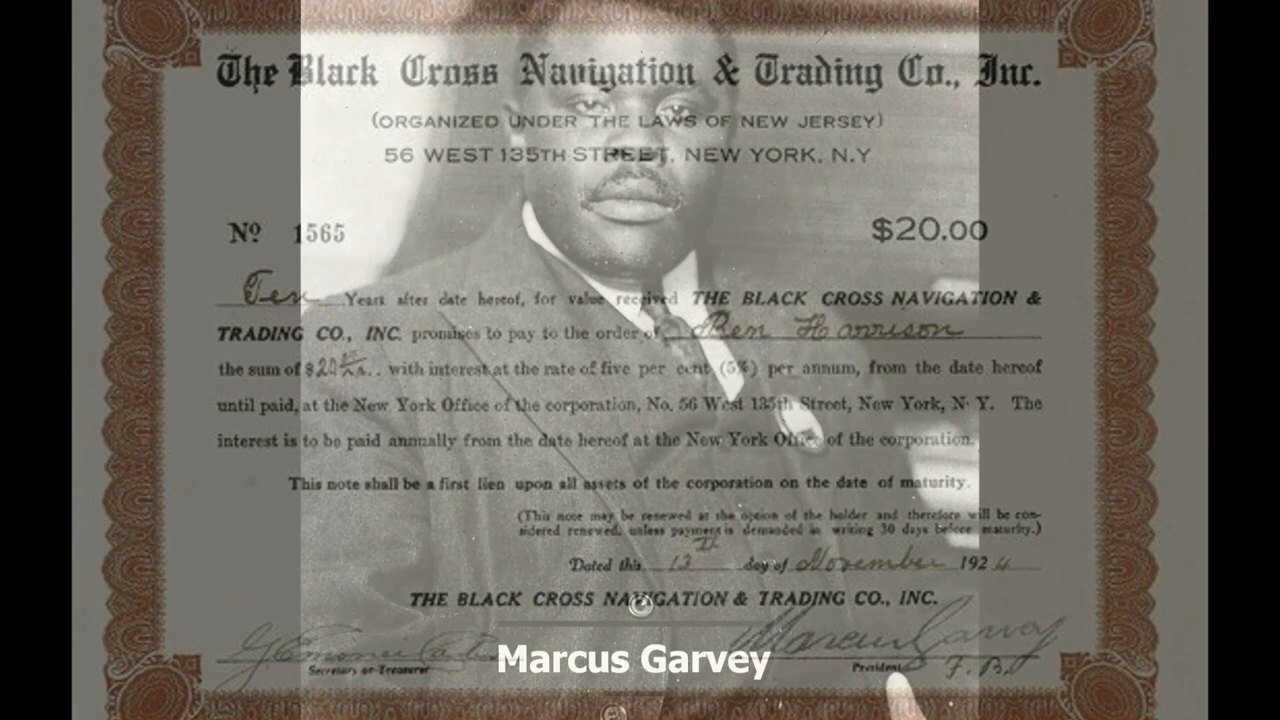 The Black Cross Navigation & Trading Co., Inc.
(ORGANIZED UNDER THE LAWS OF NEW JERSEY)
56 WEST 135TH STREET, NEW YORK, N.Y
Nº 1565 $20.00
Ten Years after date hereof, for value received THE BLACK CROSS NAVIGATION &
TRADING CO., INC. promises to pay to the order of Ben Harrison
the sum of $20 with interest at the rate of five per cent (5%) per annum, from the date hereof
until paid, at the New York Office of the corporation, No. 56 West 135th Street, New York, N. Y. The
interest is to be paid annually from the date hereof at the New York Office of the corporation.
This note shall be a first lien upon all assets of the corporation on the date of maturity.
(This note may be renewed at the option of the holder and therefore will be con-
sidered renewed, unless payment is demanded in writing 30 days before maturity.)
Dated this 13 day of November 1924
THE BLACK CROSS NAVIGATION & TRADING CO., INC.
Marcus Garvey
Secretary or Treasurer President
Marcus Garvey